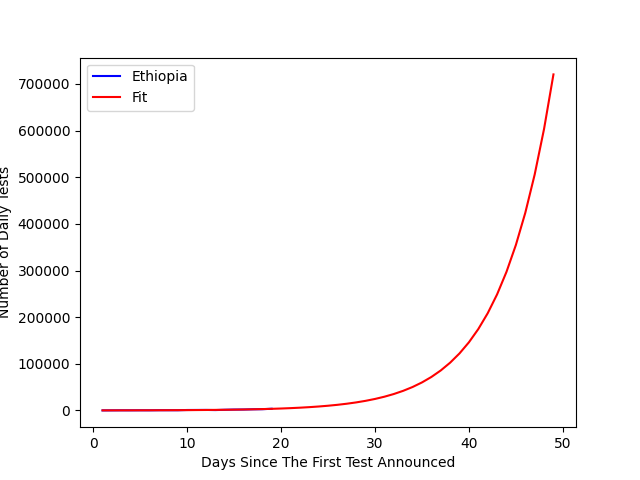 Ethiopia
Fit
700000
600000
500000
400000
300000
200000
100000
0
Number of Daily Tests
0 10 20 30 40 50
Days Since The First Test Announced